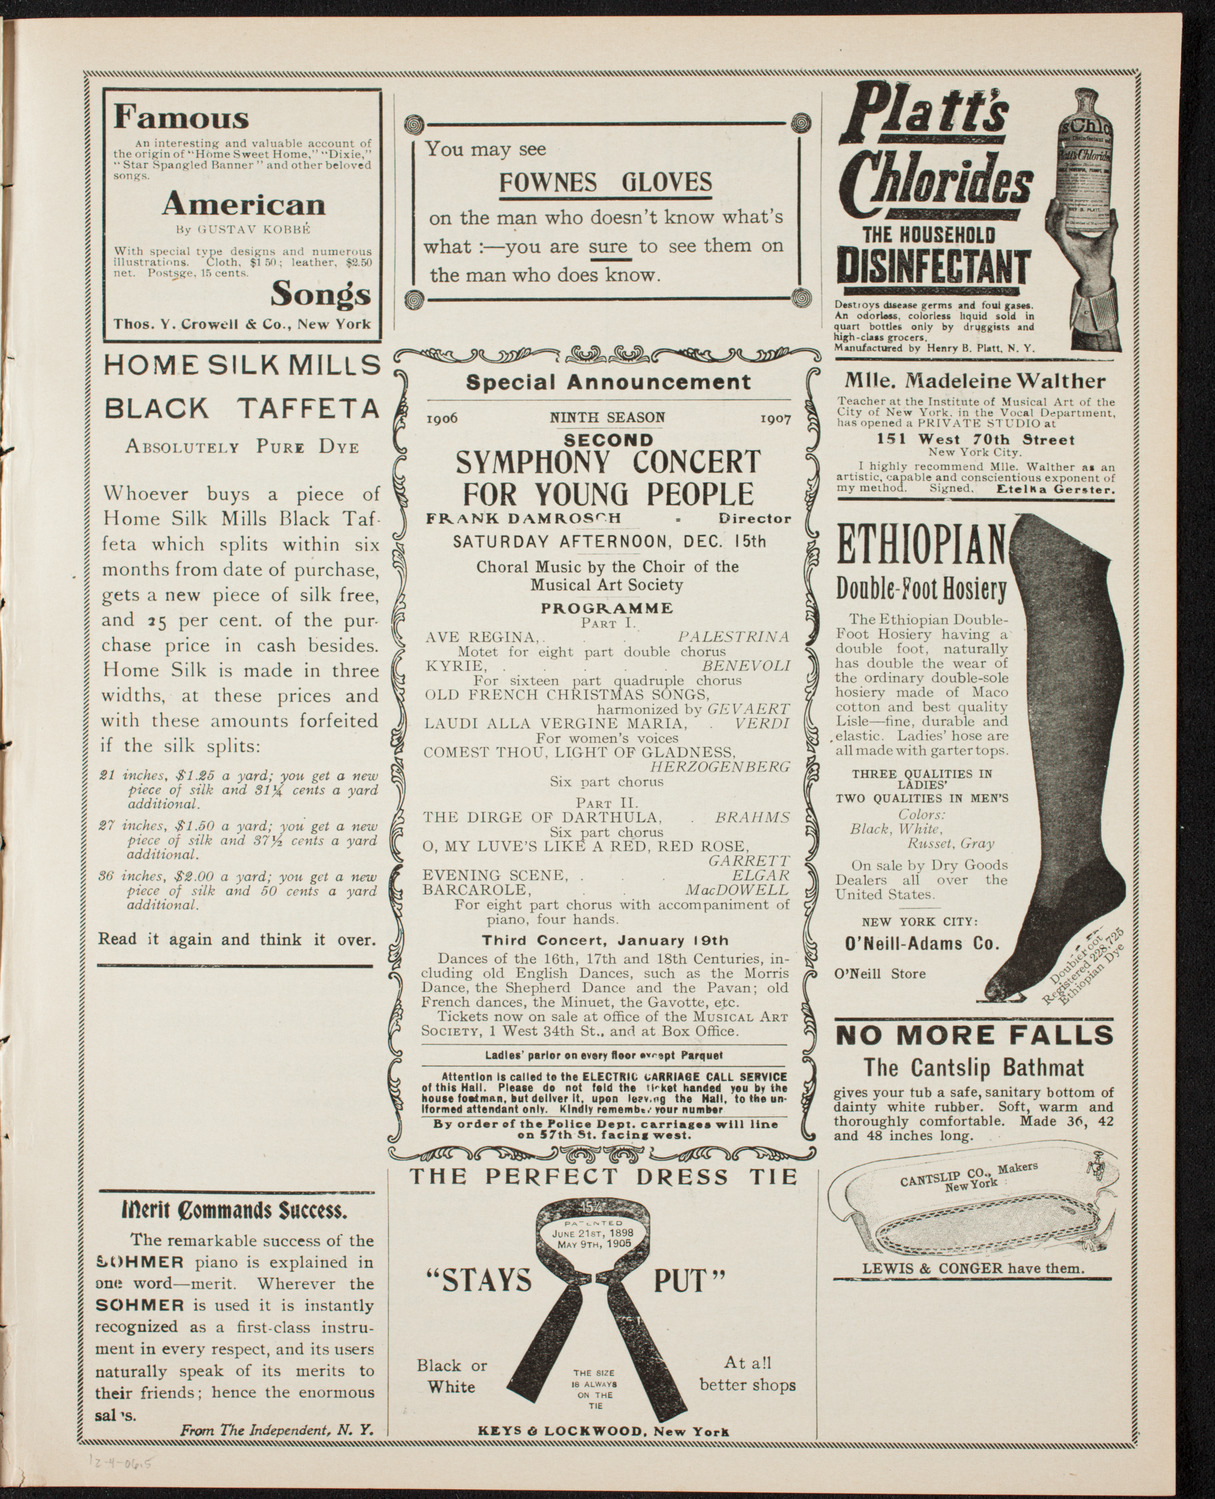 Famous
An interesting and valuable account of
the origin of "Home Sweet Home," "Dixie,"
"Star Spangled Banner" and other beloved
songs.
American
By GUSTAV KOBBÉ
With special type designs and numerous
illustrations. Cloth, $1 50; leather, $2.50
net. Postage, 15 cents.
Songs
Thos. Y. Crowell & Co., New York
HOME SILK MILLS
BLACK TAFFETA
ABSOLUTELY PURE DYE
Whoever buys a piece of
Home Silk Mills Black Taf-
feta which splits within six
months from date of purchase,
gets a new piece of silk free,
and 25 per cent. of the pur-
chase price in cash besides.
Home Silk is made in three
widths, at these prices and
with these amounts forfeited
if the silk splits:
21 inches, $1.25 a yard; you get a new
piece of silk and 31¼ cents a yard
additional.
27 inches, $1.50 a yard; you get a new
piece of silk and 37½ cents a yard
additional.
36 inches, $2.00 a yard; you get a new
piece of silk and 50 cents a yard
additional.
Read it again and think it over.
Merit Commands Success.
The remarkable success of the
SOHMER piano is explained in
one word—merit. Wherever the
SOHMER is used it is instantly
recognized as a first-class instru-
ment in every respect, and its users
naturally speak of its merits to
their friends; hence the enormous
sal's.
From The Independent, N. Y.
You may see
FOWNES GLOVES
on the man who doesn't know what's
what :—you are sure to see them on
the man who does know.
Special Announcement
1906 NINTH SEASON 1907
SECOND
SYMPHONY CONCERT
FOR YOUNG PEOPLE
FRANK DAMROSCH - Director
SATURDAY AFTERNOON, DEC. 15th
Choral Music by the Choir of the
Musical Art Society
PROGRAMME
PART I.
AVE REGINA, . . . PALESTRINA
Motet for eight part double chorus
KYRIE, . . . . . BENEVOLI
For sixteen part quadruple chorus
OLD FRENCH CHRISTMAS SONGS,
harmonized by GEVAERT
LAUDI ALLA VERGINE MARIA, . VERDI
For women's voices
COMEST THOU, LIGHT OF GLADNESS,
HERZOGENBERG
Six part chorus
PART II.
THE DIRGE OF DARTHULA, . BRAHMS
Six part chorus
O, MY LUVE'S LIKE A RED, RED ROSE,
GARRETT
EVENING SCENE, . . . ELGAR
BARCAROLE, . . . MacDOWELL
For eight part chorus with accompaniment of
piano, four hands.
Third Concert, January 19th
Dances of the 16th, 17th and 18th Centuries, in-
cluding old English Dances, such as the Morris
Dance, the Shepherd Dance and the Pavan; old
French dances, the Minuet, the Gavotte, etc.
Tickets now on sale at office of the MUSICAL ART
SOCIETY, 1 West 34th St., and at Box Office.
Ladies' parlor on every floor except Parquet
Attention is called to the ELECTRIC CARRIAGE CALL SERVICE
of this Hall. Please do not fold the ticket handed you by the
house footman, but deliver it, upon leaving the Hall, to the un-
iformed attendant only. Kindly remember your number
By order of the Police Dept. carriages will line
on 57th St. facing west.
THE PERFECT DRESS TIE
15¼
PATENTED
JUNE 21ST, 1898
MAY 9TH, 1905
"STAYS PUT"
Black or
White
THE SIZE
IS ALWAYS
ON THE
TIE
At all
better shops
KEYS & LOCKWOOD, New York
Platt's
Chlorides
THE HOUSEHOLD
DISINFECTANT
Destroys disease germs and foul gases.
An odorless, colorless liquid sold in
quart bottles only by druggists and
high-class grocers.
Manufactured by Henry B. Platt, N. Y.
Mlle. Madeleine Walther
Teacher at the Institute of Musical Art of the
City of New York, in the Vocal Department,
has opened a PRIVATE STUDIO at
151 West 70th Street
New York City.
I highly recommend Mlle. Walther as an
artistic, capable and conscientious exponent of
my method. Signed, Etelka Gerster.
ETHIOPIAN
Double-Foot Hosiery
The Ethiopian Double-
Foot Hosiery having a
double foot, naturally
has double the wear of
the ordinary double-sole
hosiery made of Maco
cotton and best quality
Lisle—fine, durable and
elastic. Ladies' hose are
all made with garter tops.
THREE QUALITIES IN
LADIES'
TWO QUALITIES IN MEN'S
Colors:
Black, White,
Russet, Gray
On sale by Dry Goods
Dealers all over the
United States.
NEW YORK CITY:
O'Neill-Adams Co.
O'Neill Store
Doublefoot
Registered 228,725
Ethiopian Dye
NO MORE FALLS
The Cantslip Bathmat
gives your tub a safe, sanitary bottom of
dainty white rubber. Soft, warm and
thoroughly comfortable. Made 36, 42
and 48 inches long.
CANTSLIP CO., Makers
New York
LEWIS & CONGER have them.
12-4-06.5